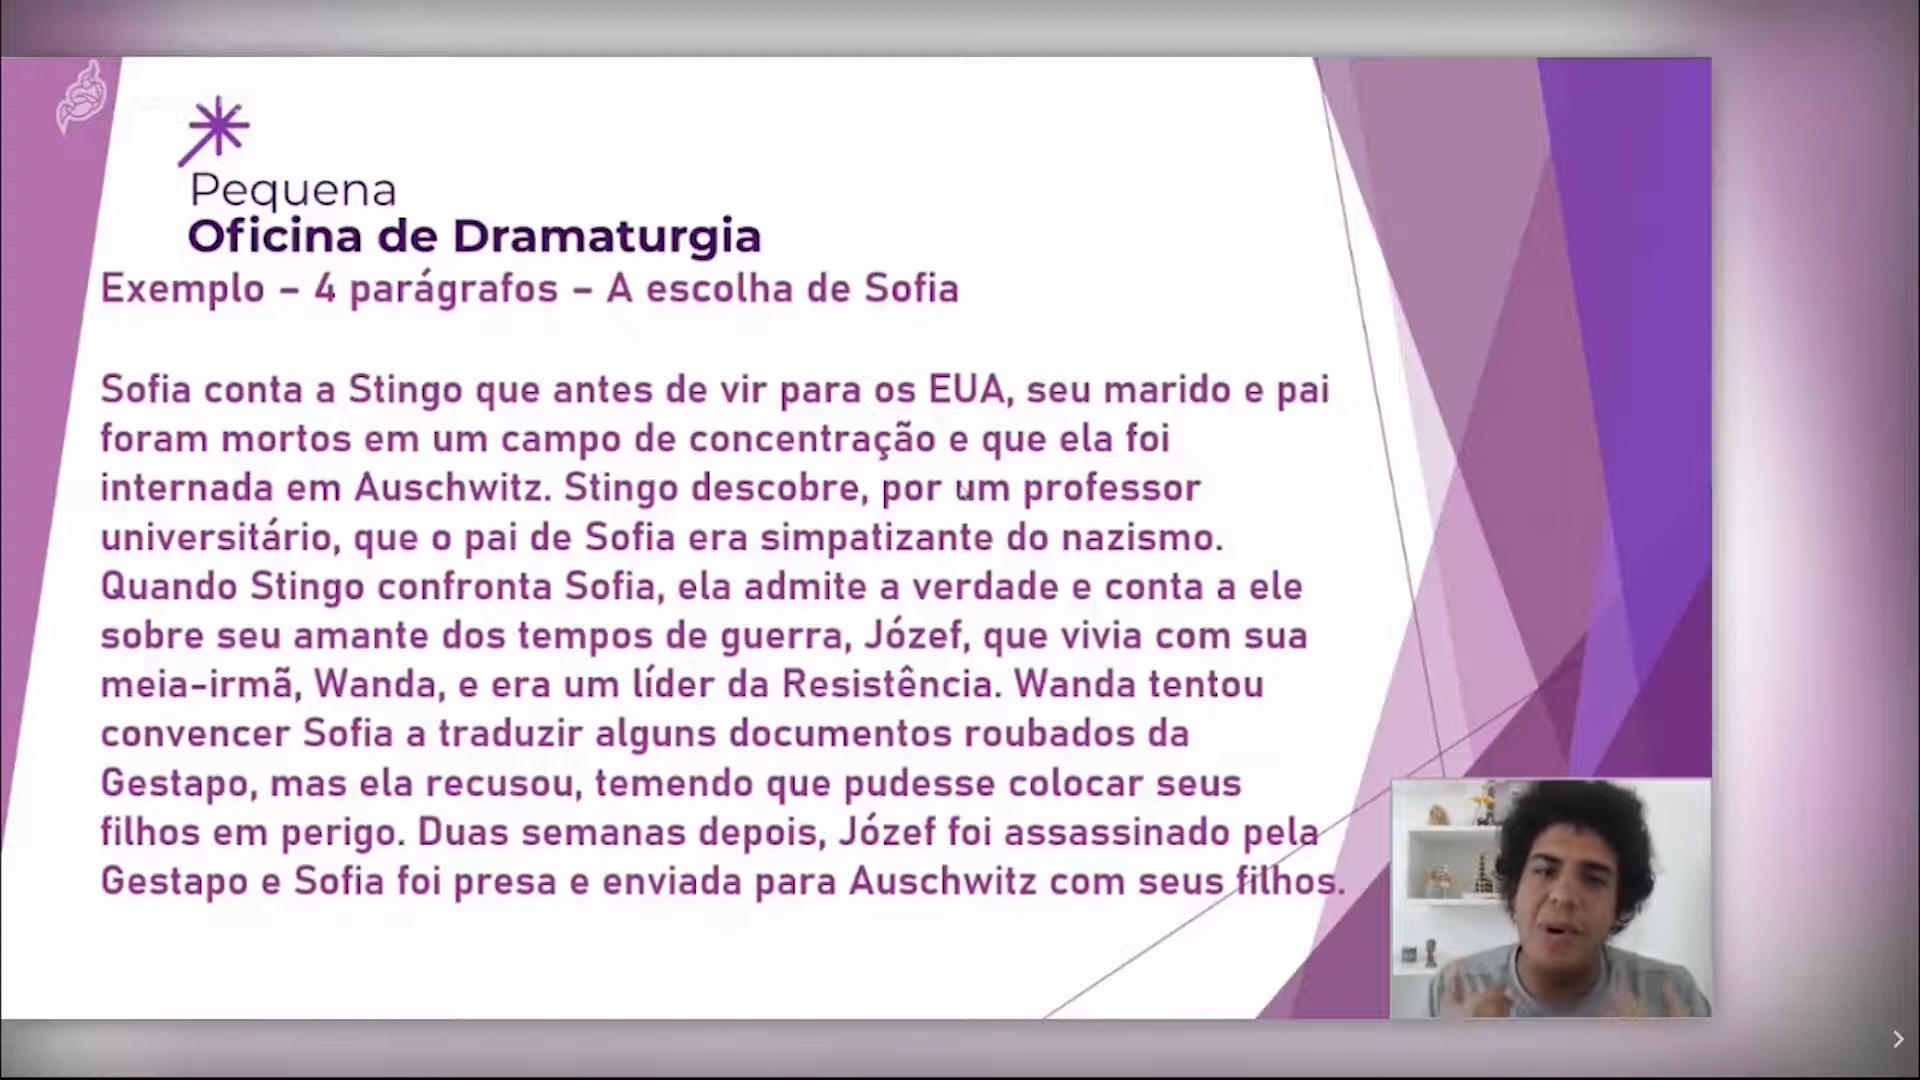 Pequena
Oficina de Dramaturgia
Exemplo – 4 parágrafos – A escolha de Sofia
Sofia conta a Stingo que antes de vir para os EUA, seu marido e pai
foram mortos em um campo de concentração e que ela foi
internada em Auschwitz. Stingo descobre, por um professor
universitário, que o pai de Sofia era simpatizante do nazismo.
Quando Stingo confronta Sofia, ela admite a verdade e conta a ele
sobre seu amante dos tempos de guerra, Józef, que vivia com sua
meia-irmã, Wanda, e era um líder da Resistência. Wanda tentou
convencer Sofia a traduzir alguns documentos roubados da
Gestapo, mas ela recusou, temendo que pudesse colocar seus
filhos em perigo. Duas semanas depois, Józef foi assassinado pela
Gestapo e Sofia foi presa e enviada para Auschwitz com seus filhos.